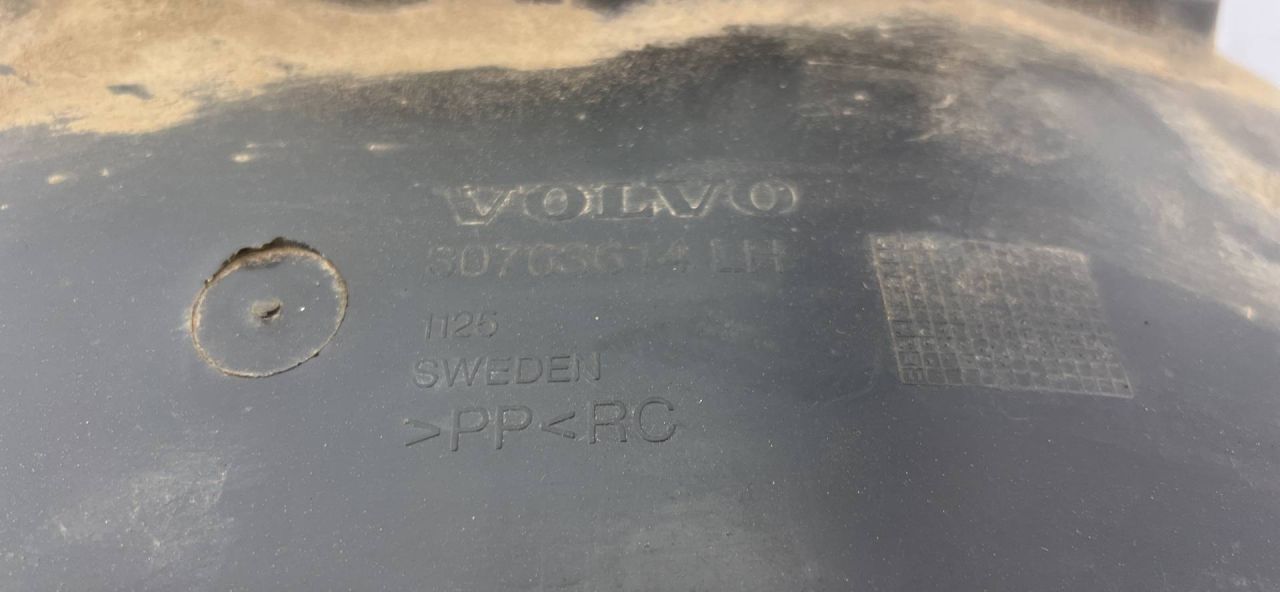 VOLVO
30763614 LH
1125
SWEDEN
>PP<RC